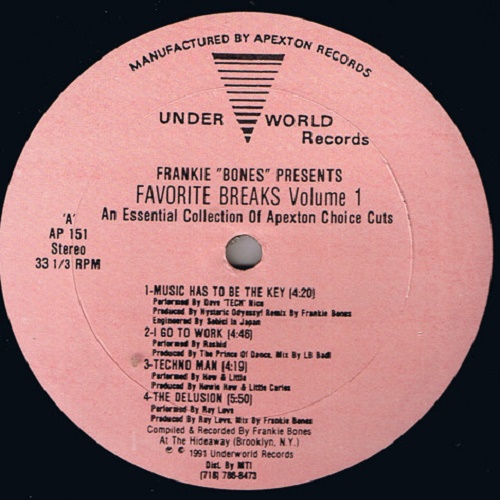 MANUFACTURED BY APEXTON RECORDS
UNDER WORLD
Records
FRANKIE "BONES" PRESENTS
FAVORITE BREAKS Volume 1
An Essential Collection Of Apexton Choice Cuts
'A'
AP 151
Stereo
33 1/3 RPM
1-MUSIC HAS TO BE THE KEY (4:20)
Performed By Dave "TECH" Rice
Produced By Hysteric Odyssey! Remix By Frankie Bones
Engineered By Sohici In Japan
2-I GO TO WORK (4:46)
Performed By Rashid
Produced By The Prince Of Dance, Mix By LB Bad!
3-TECHNO MAN (4:19)
Performed By How & Little
Produced By Howie How & Little Carlos
4-THE DELUSION (5:50)
Performed By Ray Love
Produced By Ray Love, Mix By Frankie Bones
Compiled & Recorded By Frankie Bones
At The Hideaway (Brooklyn, N.Y.)
℗ © 1991 Underworld Records
Dist. By MTI
(718) 786-8473